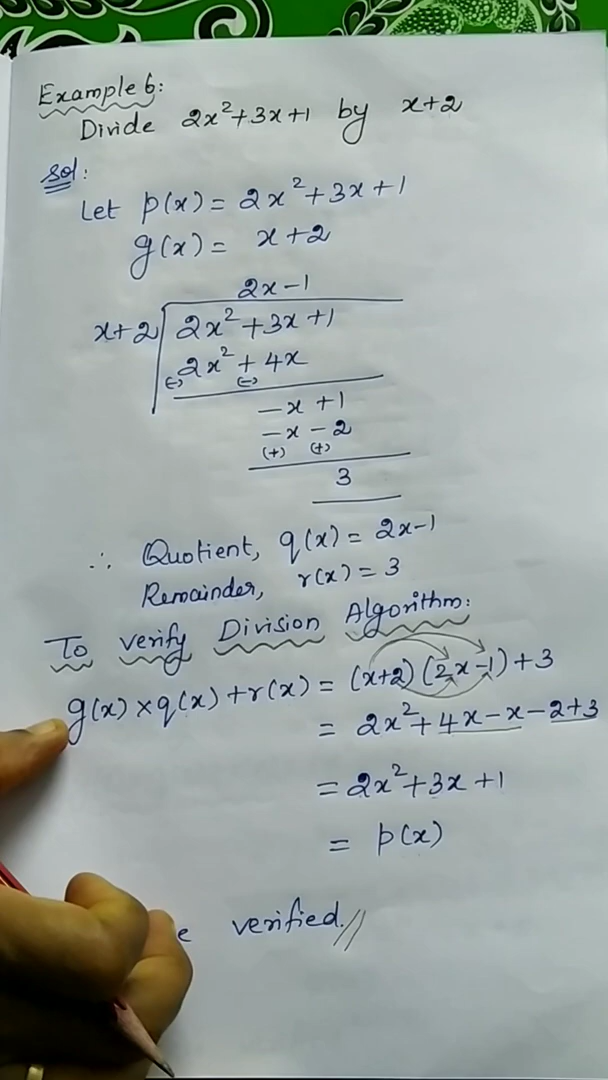 Example 6:
Divide 2x²+3x+1 by x+2
Sol:
Let p(x) = 2x²+3x+1
g(x) = x+2
2x-1
x+2 2x²+3x+1
2x²+4x
(-) (-)
-x+1
-x-2
(+) (+)
3
∴ Quotient, q(x) = 2x-1
Remainder, r(x) = 3
To verify Division Algorithm:
g(x) × q(x) + r(x) = (x+2) (2x-1) + 3
= 2x²+4x-x-2+3
= 2x²+3x+1
= p(x)
verified.//